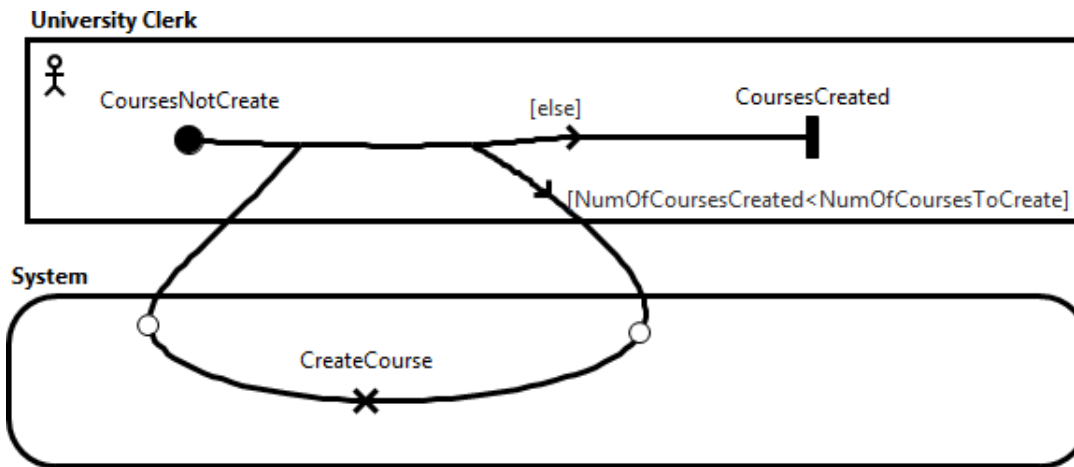 University Clerk
CoursesNotCreate
[else]
CoursesCreated
[NumOfCoursesCreated<NumOfCoursesToCreate]
System
CreateCourse